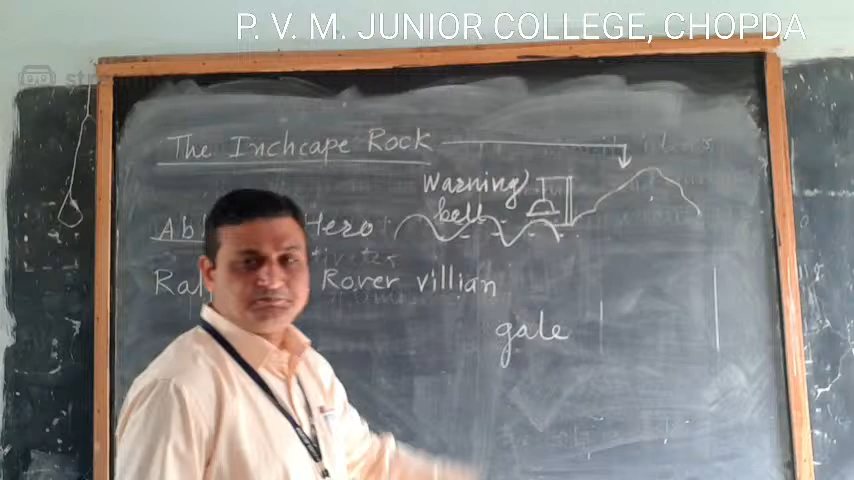 P. V. M. JUNIOR COLLEGE, CHOPDA
The Inchcape Rock
Warning
bell
Hero
Rover villian
gale